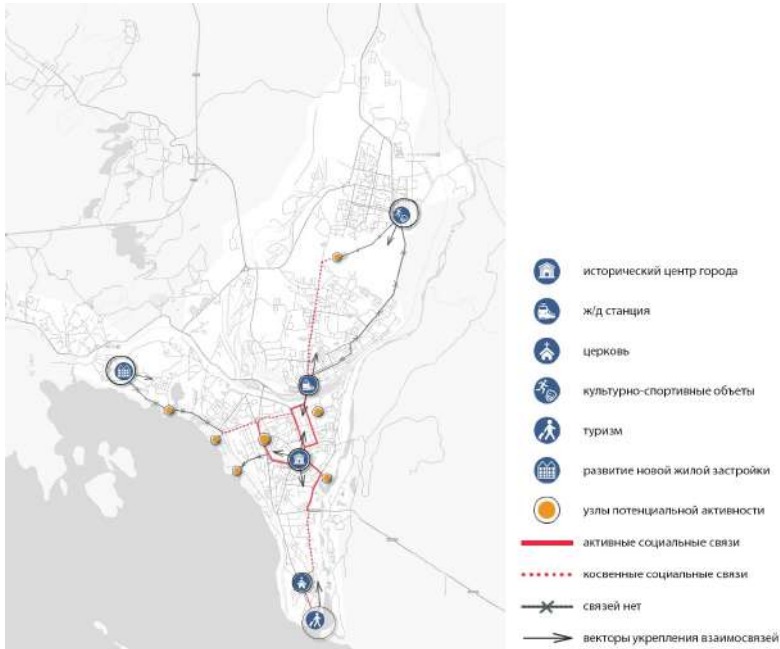 исторический центр города
ж/д станция
церковь
культурно-спортивные объеты
туризм
развитие новой жилой застройки
узлы потенциальной активности
активные социальные связи
косвенные социальные связи
связей нет
векторы укрепления взаимосвязей